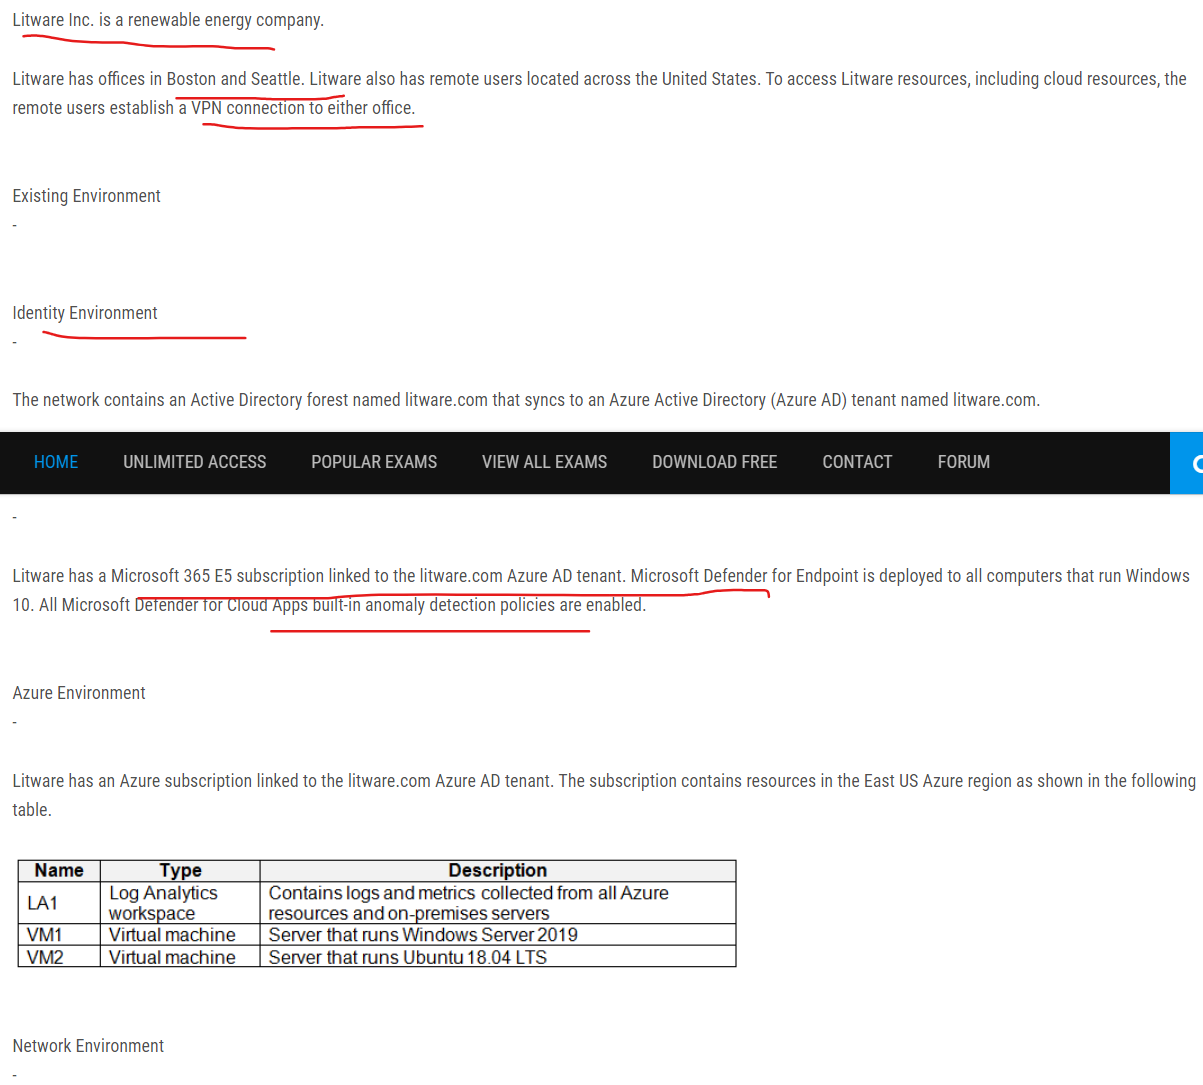 Litware Inc. is a renewable energy company.
Litware has offices in Boston and Seattle. Litware also has remote users located across the United States. To access Litware resources, including cloud resources, the
remote users establish a VPN connection to either office.
Existing Environment
-
Identity Environment
-
The network contains an Active Directory forest named litware.com that syncs to an Azure Active Directory (Azure AD) tenant named litware.com.
HOME UNLIMITED ACCESS POPULAR EXAMS VIEW ALL EXAMS DOWNLOAD FREE CONTACT FORUM
-
Litware has a Microsoft 365 E5 subscription linked to the litware.com Azure AD tenant. Microsoft Defender for Endpoint is deployed to all computers that run Windows
10. All Microsoft Defender for Cloud Apps built-in anomaly detection policies are enabled.
Azure Environment
-
Litware has an Azure subscription linked to the litware.com Azure AD tenant. The subscription contains resources in the East US Azure region as shown in the following
table.
Name Type Description
LA1 Log Analytics workspace Contains logs and metrics collected from all Azure resources and on-premises servers
VM1 Virtual machine Server that runs Windows Server 2019
VM2 Virtual machine Server that runs Ubuntu 18.04 LTS
Network Environment
-